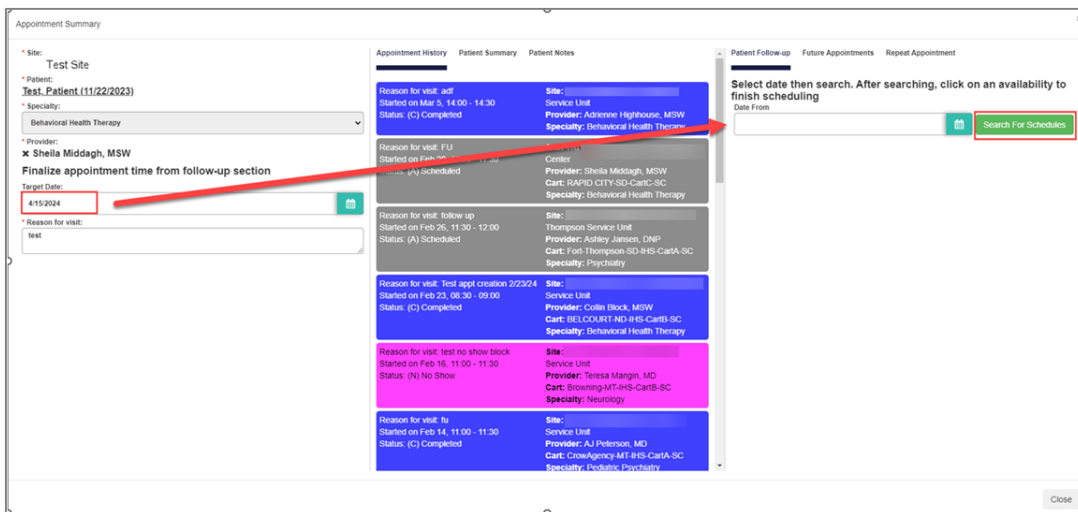 Appointment Summary
* Site:
Test Site
* Patient:
Test, Patient (11/22/2023)
* Specialty:
Behavioral Health Therapy
* Provider:
x Sheila Middagh, MSW
Finalize appointment time from follow-up section
Target Date:
4/15/2024
* Reason for visit:
test
Appointment History Patient Summary Patient Notes
Reason for visit: adf
Started on Mar 5, 14:00 - 14:30
Status: (C) Completed
Site:
Service Unit
Provider: Adrienne Highhouse, MSW
Specialty: Behavioral Health Therapy
Reason for visit: FU
Started on Feb
Status: (A) Scheduled
Center
Provider: Sheila Middagh, MSW
Cart: RAPID CITY-SD-CartC-SC
Specialty: Behavioral Health Therapy
Reason for visit: follow up
Started on Feb 26, 11:30 - 12:00
Status: (A) Scheduled
Site:
Thompson Service Unit
Provider: Ashley Jansen, DNP
Cart: Fort-Thompson-SD-IHS-CartA-SC
Specialty: Psychiatry
Reason for visit: Test appt creation 2/23/24
Started on Feb 23, 08:30 - 09:00
Status: (C) Completed
Site:
Service Unit
Provider: Collin Block, MSW
Cart: BELCOURT-ND-IHS-CartB-SC
Specialty: Behavioral Health Therapy
Reason for visit: test no show block
Started on Feb 16, 11:00 - 11:30
Status: (N) No Show
Site:
Service Unit
Provider: Teresa Mangin, MD
Cart: Browning-MT-IHS-CartB-SC
Specialty: Neurology
Reason for visit: fu
Started on Feb 14, 11:00 - 11:30
Status: (C) Completed
Site:
Service Unit
Provider: AJ Peterson, MD
Cart: CrowAgency-MT-IHS-CartA-SC
Specialty: Pediatric Psychiatry
Patient Follow-up Future Appointments Repeat Appointment
Select date then search. After searching, click on an availability to
finish scheduling
Date From
Search For Schedules
Close